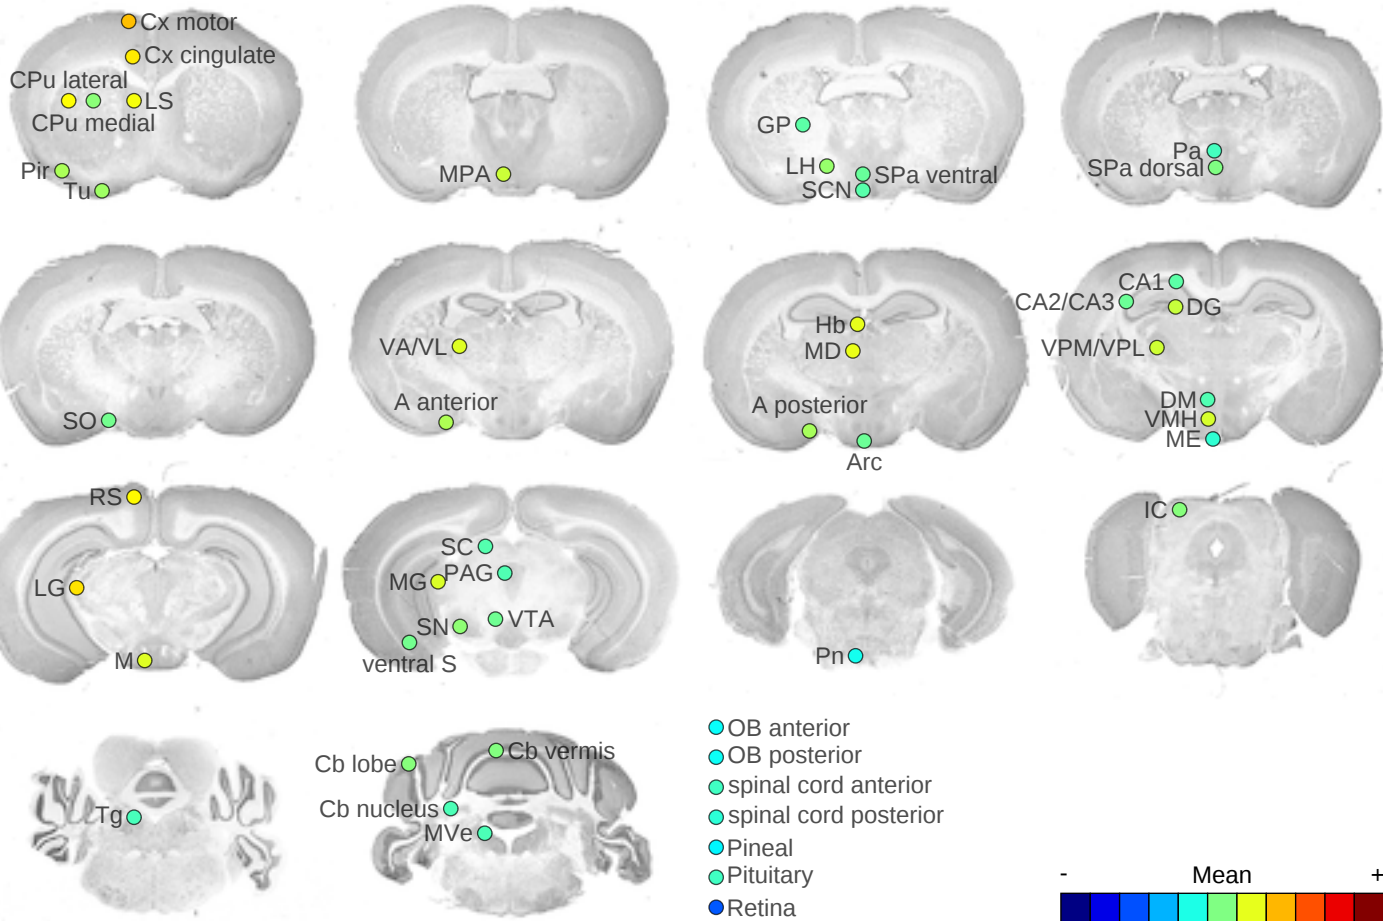 Cx motor
Cx cingulate
CPu lateral
LS
CPu medial
Pir
Tu
MPA
GP
LH
SPa ventral
SCN
Pa
SPa dorsal
SO
VA/VL
A anterior
Hb
MD
A posterior
Arc
CA1
CA2/CA3
DG
VPM/VPL
DM
VMH
ME
RS
LG
M
SC
PAG
MG
VTA
SN
ventral S
Pn
IC
Tg
Cb vermis
Cb lobe
Cb nucleus
MVe
OB anterior
OB posterior
spinal cord anterior
spinal cord posterior
Pineal
Pituitary
Retina
- Mean +